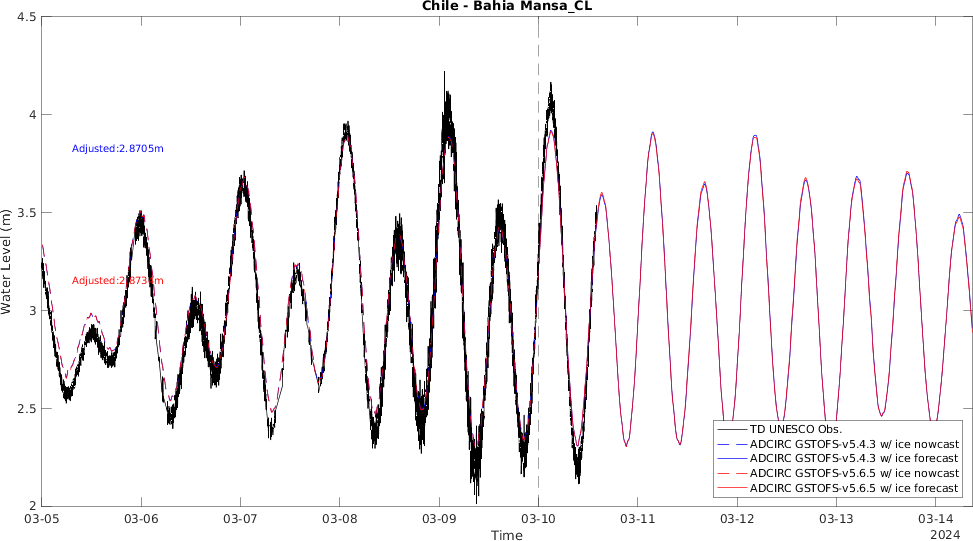 Chile - Bahia Mansa_CL
4.5
4
3.5
3
2.5
2
Water Level (m)
Adjusted:2.8705m
TD UNESCO Obs.
ADCIRC GSTOFS-v5.4.3 w/ ice nowcast
ADCIRC GSTOFS-v5.4.3 w/ ice forecast
ADCIRC GSTOFS-v5.6.5 w/ ice nowcast
ADCIRC GSTOFS-v5.6.5 w/ ice forecast
03-05 03-06 03-07 03-08 03-09 03-10 03-11 03-12 03-13 03-14
Time
2024